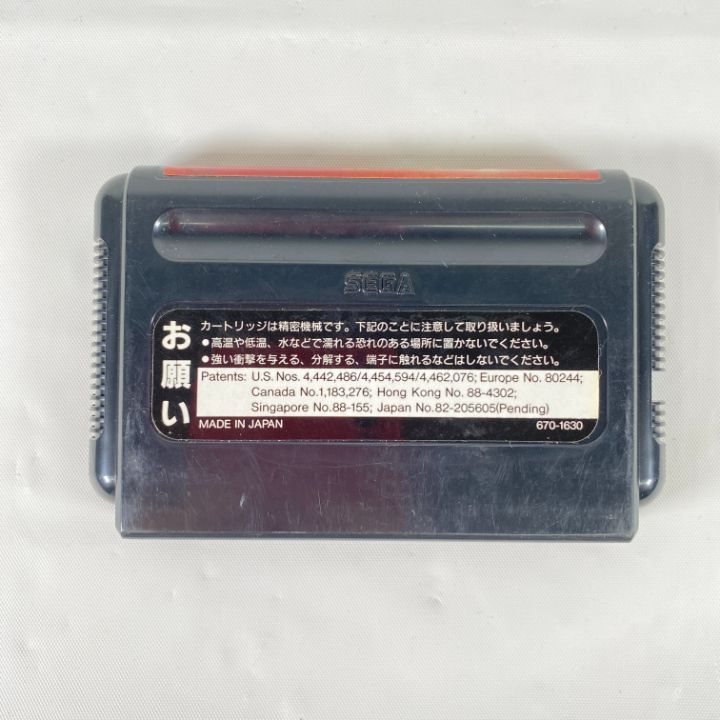 SEGA
お願い
カートリッジは精密機械です。下記のことに注意して取り扱いましょう。
●高温や低温、水などで濡れる恐れのある場所に置かないでください。
●強い衝撃を与える、分解する、端子に触れるなどはしないでください。
Patents: U.S. Nos. 4,442,486/4,454,594/4,462,076; Europe No. 80244;
Canada No.1,183,276; Hong Kong No. 88-4302;
Singapore No.88-155; Japan No.82-205605(Pending)
MADE IN JAPAN 670-1630